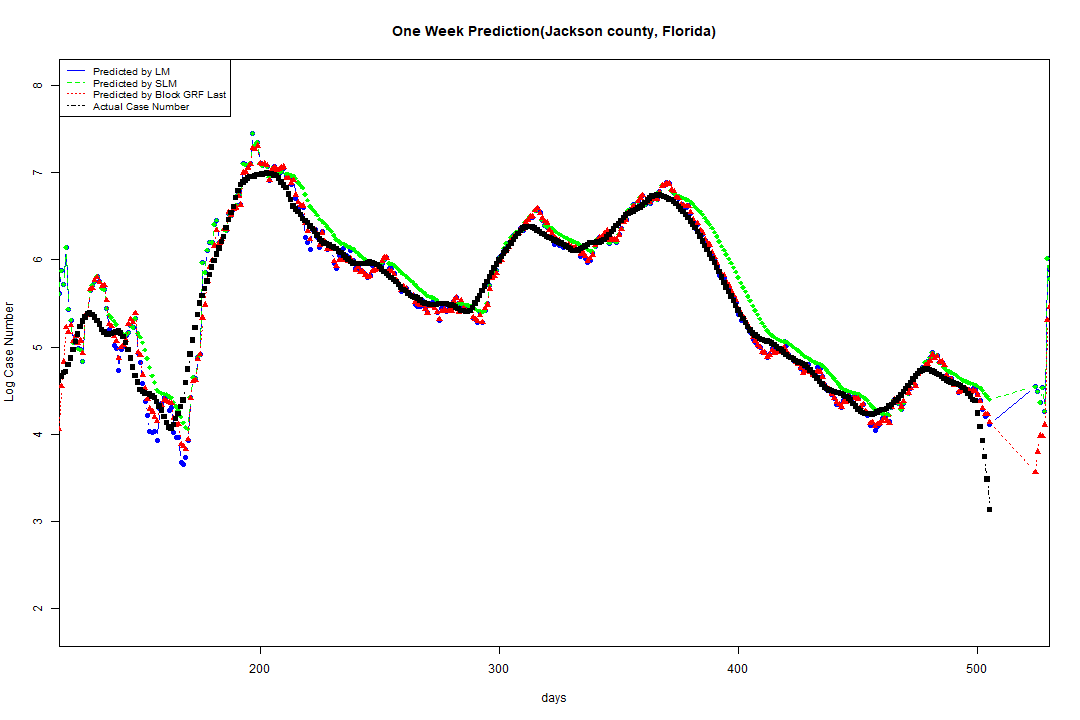 One Week Prediction(Jackson county, Florida)
Predicted by LM
Predicted by SLM
Predicted by Block GRF Last
Actual Case Number
8
7
6
5
4
3
2
Log Case Number
200 300 400 500
days